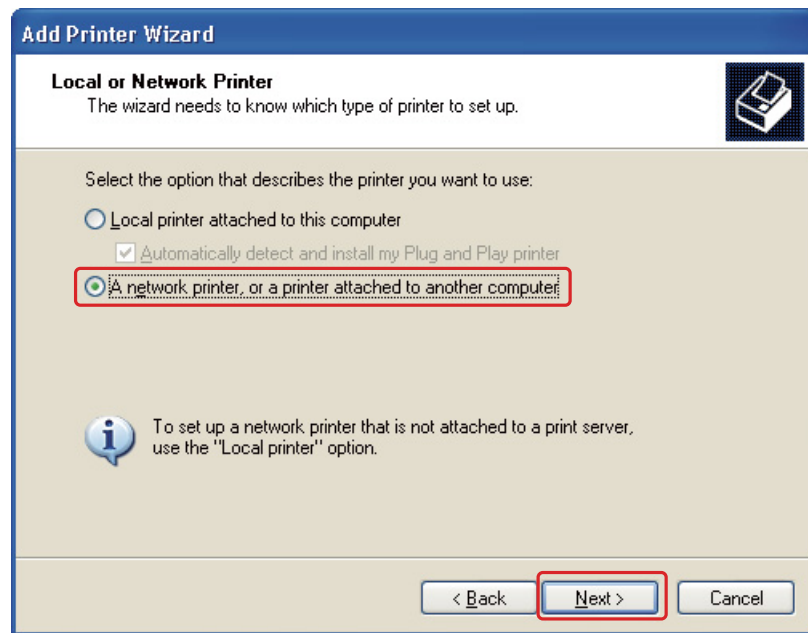 Add Printer Wizard
Local or Network Printer
The wizard needs to know which type of printer to set up.
Select the option that describes the printer you want to use:
Local printer attached to this computer
Automatically detect and install my Plug and Play printer
A network printer, or a printer attached to another computer
To set up a network printer that is not attached to a print server,
use the "Local printer" option.
< Back
Next >
Cancel